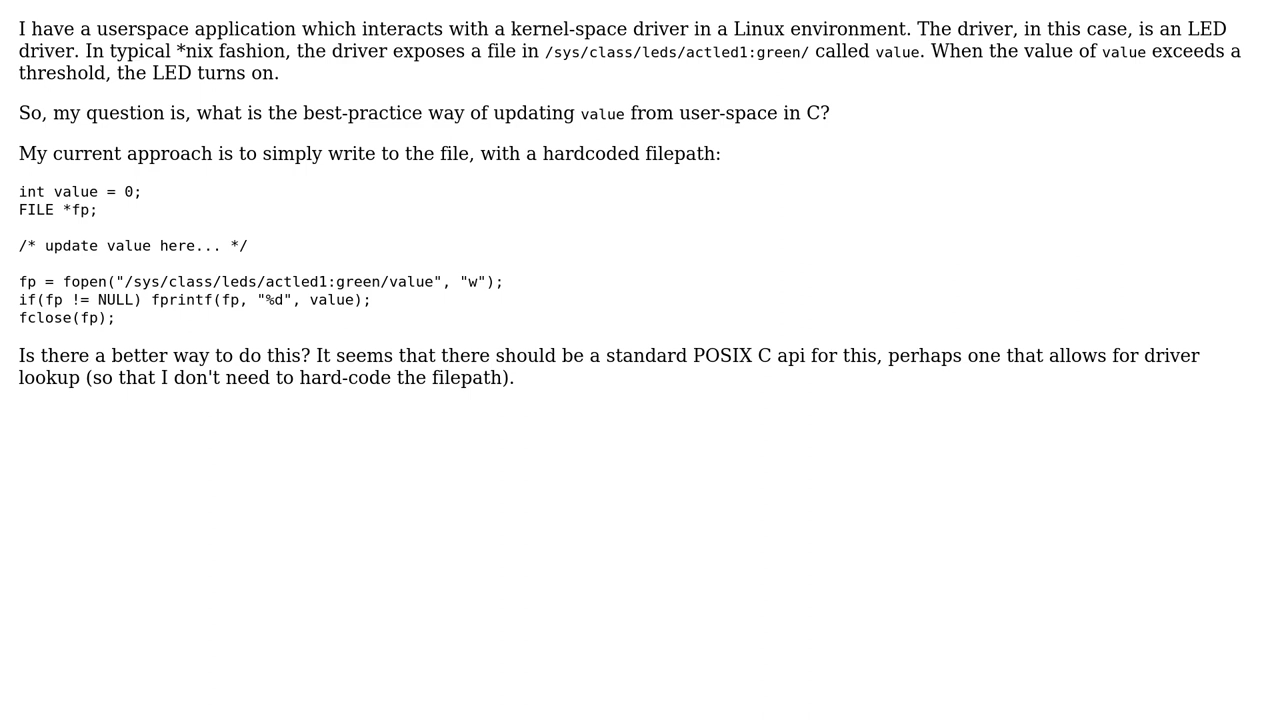 I have a userspace application which interacts with a kernel-space driver in a Linux environment. The driver, in this case, is an LED
driver. In typical *nix fashion, the driver exposes a file in /sys/class/leds/actled1:green/ called value. When the value of value exceeds a
threshold, the LED turns on.
So, my question is, what is the best-practice way of updating value from user-space in C?
My current approach is to simply write to the file, with a hardcoded filepath:
int value = 0;
FILE *fp;
/* update value here... */
fp = fopen("/sys/class/leds/actled1:green/value", "w");
if(fp != NULL) fprintf(fp, "%d", value);
fclose(fp);
Is there a better way to do this? It seems that there should be a standard POSIX C api for this, perhaps one that allows for driver
lookup (so that I don't need to hard-code the filepath).